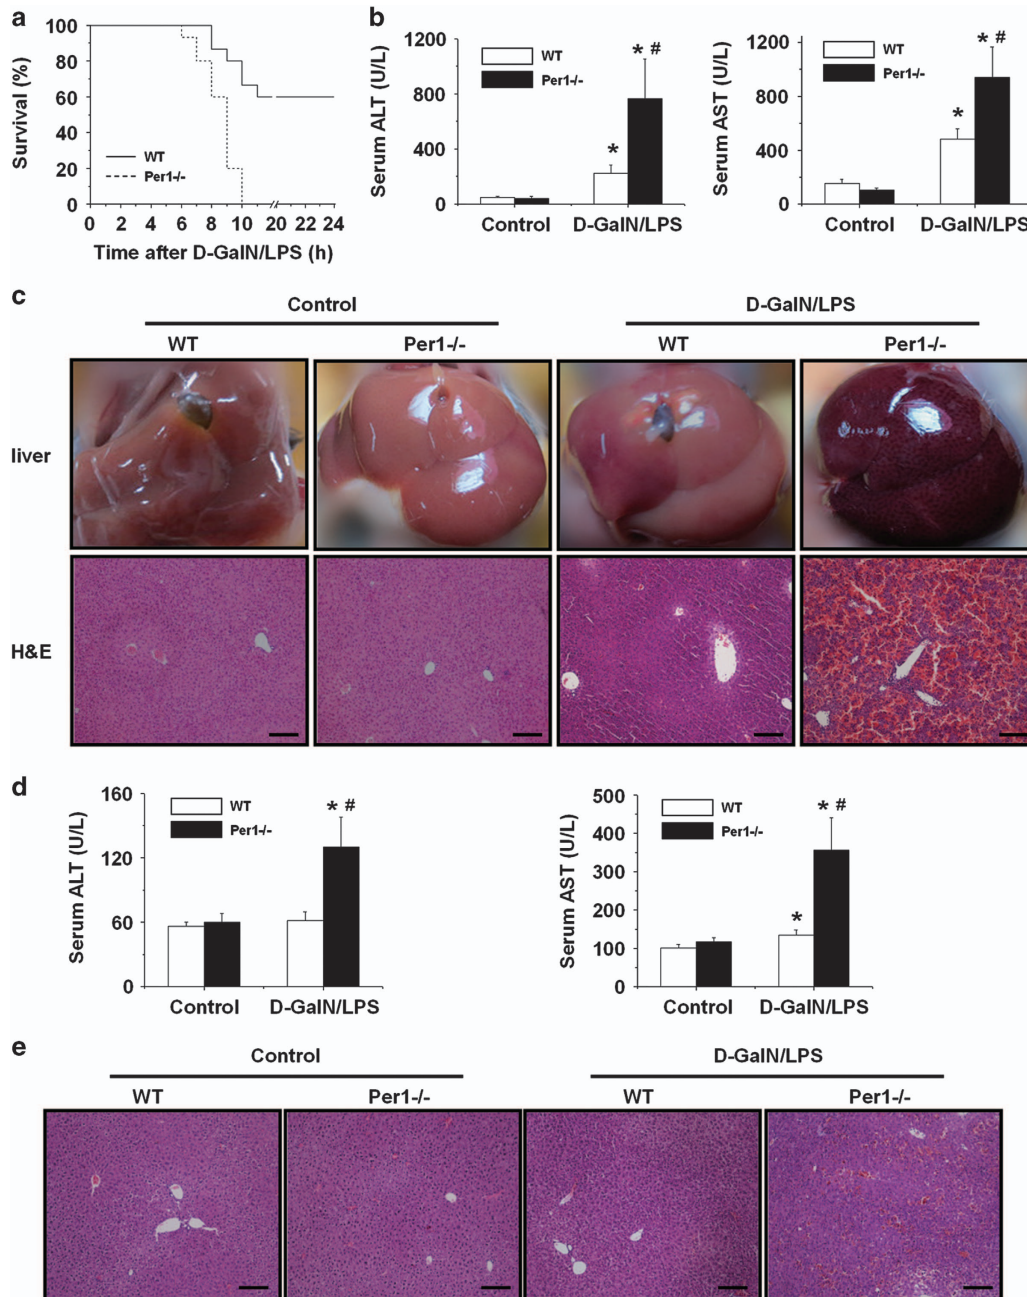 a
100
80
60
40
20
0
Survival (%)
WT
Per1-/-
0 2 4 6 8 10 20 22 24
Time after D-GalN/LPS (h)
b
1200
800
400
0
Serum ALT (U/L)
WT
Per1-/-
*
* #
Control D-GalN/LPS
1200
800
400
0
Serum AST (U/L)
WT
Per1-/-
*
* #
Control D-GalN/LPS
c
Control D-GalN/LPS
WT Per1-/- WT Per1-/-
liver
H&E
d
160
120
60
0
Serum ALT (U/L)
WT
Per1-/-
* #
Control D-GalN/LPS
500
400
300
200
100
0
Serum AST (U/L)
WT
Per1-/-
*
* #
Control D-GalN/LPS
e
Control D-GalN/LPS
WT Per1-/- WT Per1-/-